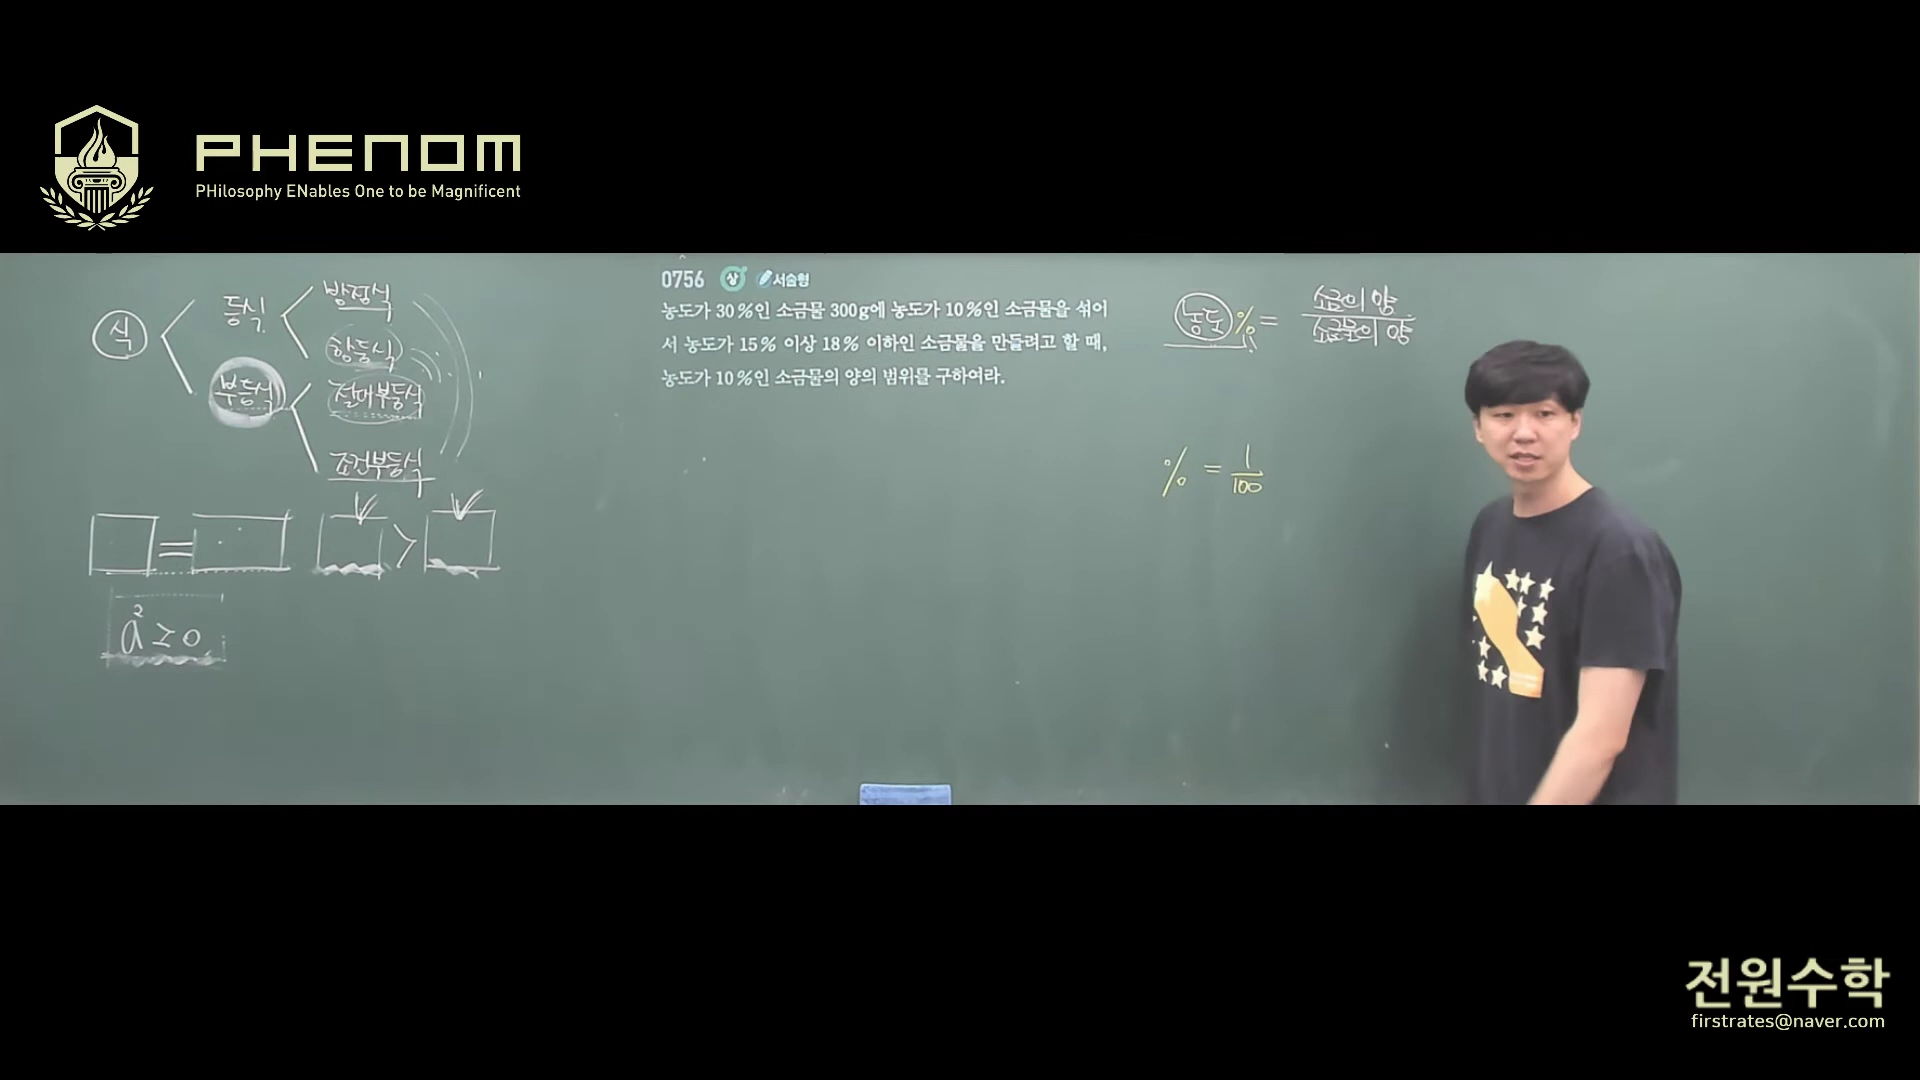 PHENOM
PHilosophy ENables One to be Magnificent
식
등식
방정식
항등식
부등식
절대부등식
조건부등식
□ = □ □ > □
a² ≥ 0
0756 상 서술형
농도가 30%인 소금물 300g에 농도가 10%인 소금물을 섞어
서 농도가 15% 이상 18% 이하인 소금물을 만들려고 할 때,
농도가 10%인 소금물의 양의 범위를 구하여라.
농도 % = 소금의 양 / 소금물의 양
% = 1/100
전원수학
firstrates@naver.com